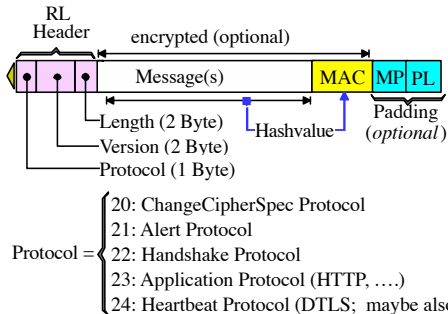 RL
Header
encrypted (optional)
Message(s)
MAC
MP
PL
Length (2 Byte)
Hashvalue
Padding
(optional)
Version (2 Byte)
Protocol (1 Byte)
20: ChangeCipherSpec Protocol
21: Alert Protocol
Protocol = 22: Handshake Protocol
23: Application Protocol (HTTP, ….)
24: Heartbeat Protocol (DTLS; maybe also